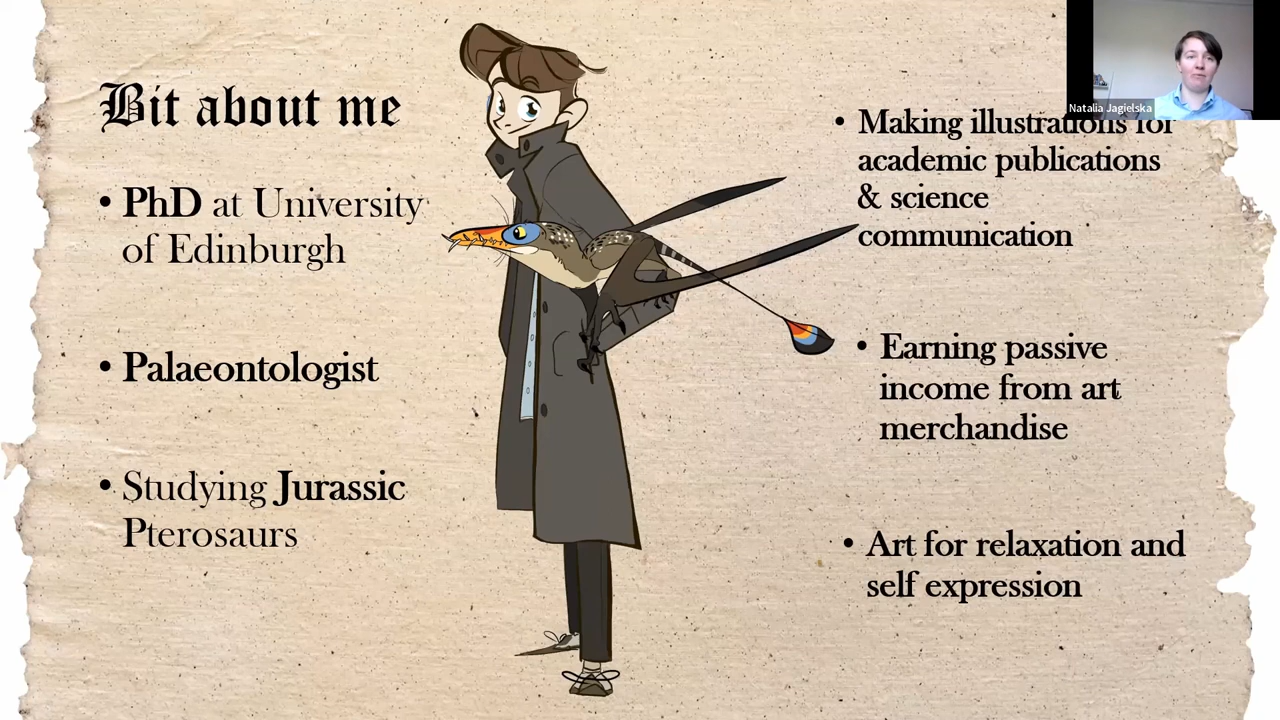 Bit about me
• PhD at University
of Edinburgh
• Palaeontologist
• Studying Jurassic
Pterosaurs
Natalia Jagielska
• Making illustrations for
academic publications
& science
communication
• Earning passive
income from art
merchandise
• Art for relaxation and
self expression